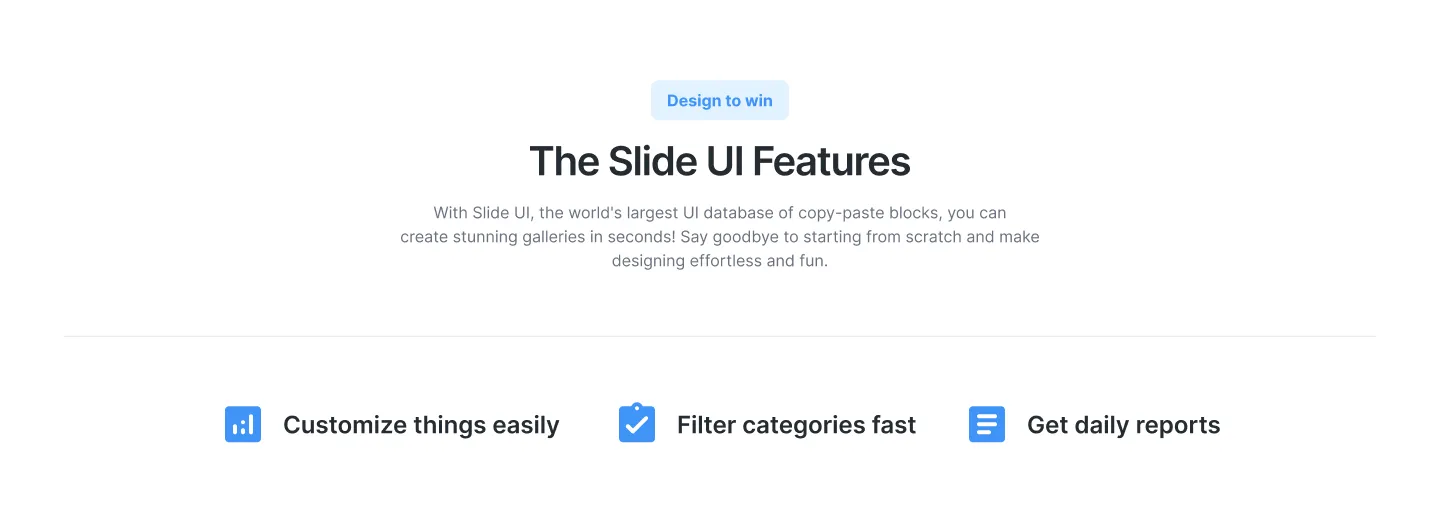 Design to win
The Slide UI Features
With Slide UI, the world's largest UI database of copy-paste blocks, you can
create stunning galleries in seconds! Say goodbye to starting from scratch and make
designing effortless and fun.
Customize things easily
Filter categories fast
Get daily reports